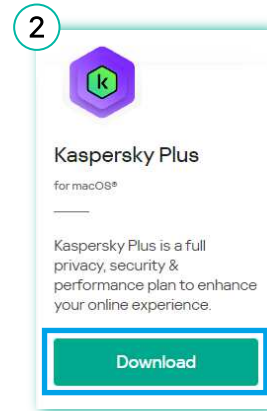 2
Kaspersky Plus
for macOS®
Kaspersky Plus is a full
privacy, security &
performance plan to enhance
your online experience.
Download